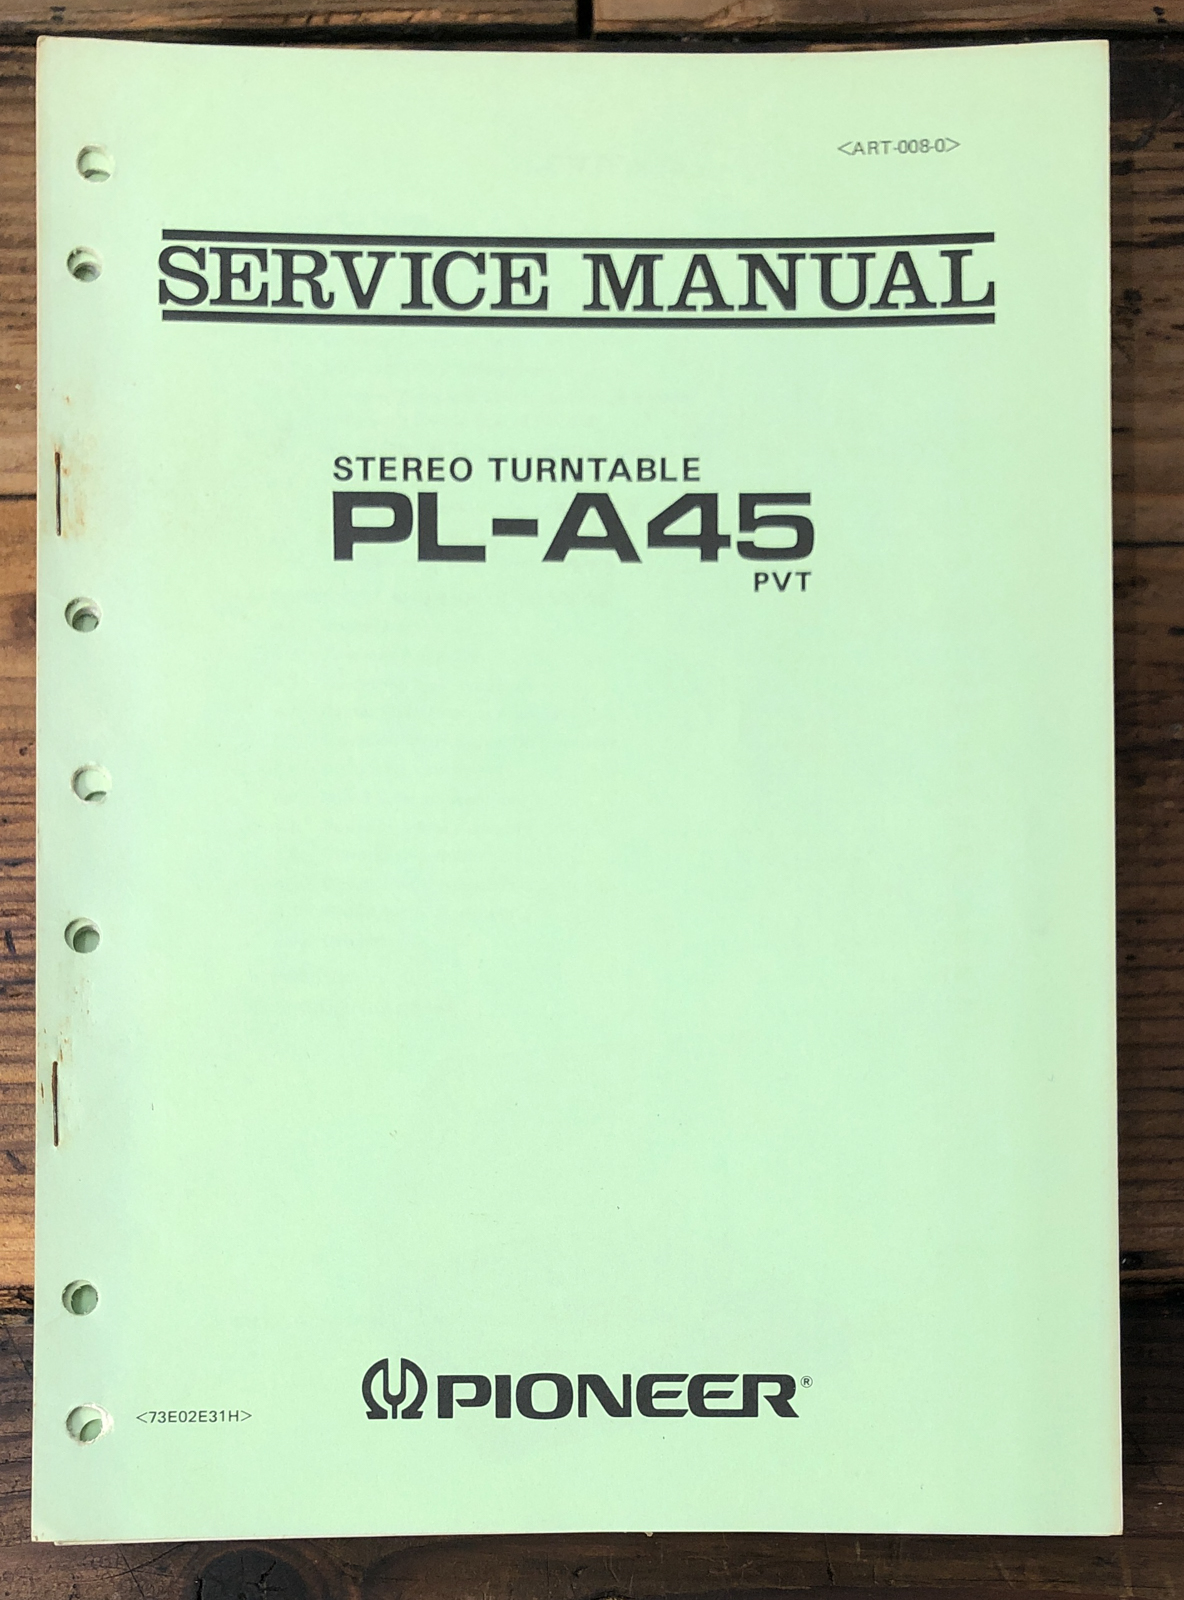 <ART-008-0>
SERVICE MANUAL
STEREO TURNTABLE
PL-A45
PVT
PIONEER®
<73E02E31H>